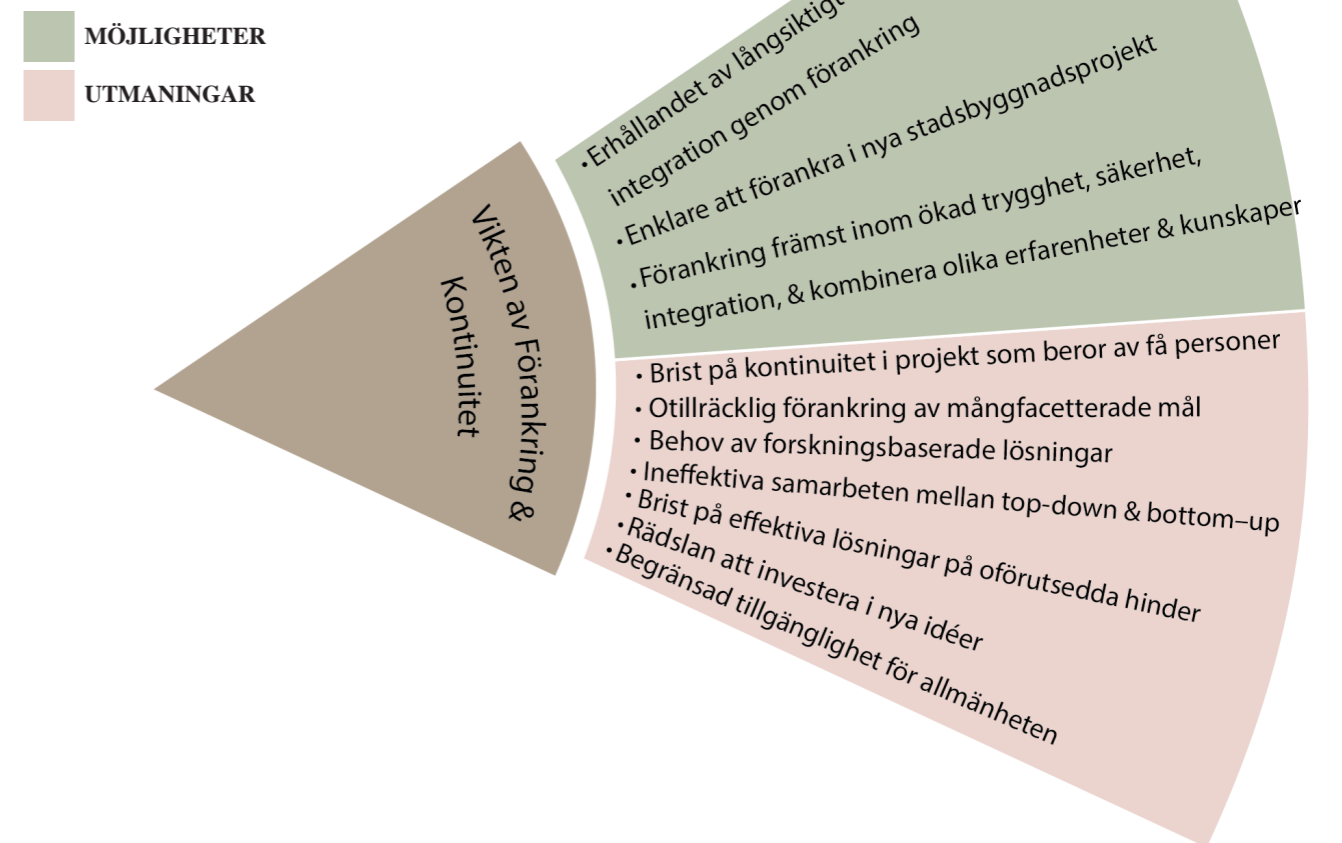 MÖJLIGHETER
UTMANINGAR
Vikten av Förankring &
Kontinuitet
• Erhållandet av långsiktigt
integration genom förankring
• Enklare att förankra i nya stadsbyggnadsprojekt
• Förankring främst inom ökad trygghet, säkerhet,
integration, & kombinera olika erfarenheter & kunskaper
• Brist på kontinuitet i projekt som beror av få personer
• Otillräcklig förankring av mångfacetterade mål
• Behov av forskningsbaserade lösningar
• Ineffektiva samarbeten mellan top-down & bottom–up
• Brist på effektiva lösningar på oförutsedda hinder
• Rädslan att investera i nya idéer
• Begränsad tillgänglighet för allmänheten